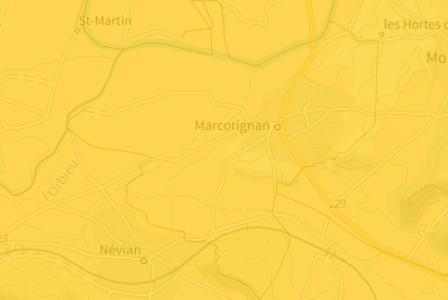 St-Martin
les Hortes
Mo
Marcorignan
l'Orbieu
29
Névian